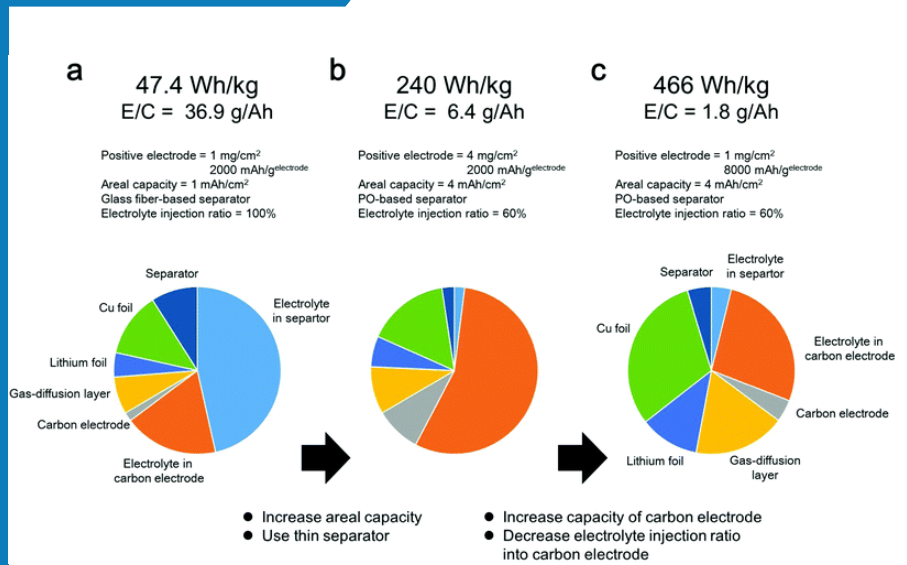 a
47.4 Wh/kg
E/C = 36.9 g/Ah
Positive electrode = 1 mg/cm²
2000 mAh/gelectrode
Areal capacity = 1 mAh/cm²
Glass fiber-based separator
Electrolyte injection ratio = 100%
Separator
Electrolyte
in separtor
Cu foil
Lithium foil
Gas-diffusion layer
Carbon electrode
Electrolyte in
carbon electrode
b
240 Wh/kg
E/C = 6.4 g/Ah
Positive electrode = 4 mg/cm²
2000 mAh/gelectrode
Areal capacity = 4 mAh/cm²
PO-based separator
Electrolyte injection ratio = 60%
c
466 Wh/kg
E/C = 1.8 g/Ah
Positive electrode = 1 mg/cm²
8000 mAh/gelectrode
Areal capacity = 4 mAh/cm²
PO-based separator
Electrolyte injection ratio = 60%
Separator
Electrolyte
in separtor
Cu foil
Electrolyte in
carbon electrode
Carbon electrode
Lithium foil
Gas-diffusion
layer
● Increase areal capacity
● Use thin separator
● Increase capacity of carbon electrode
● Decrease electrolyte injection ratio
into carbon electrode